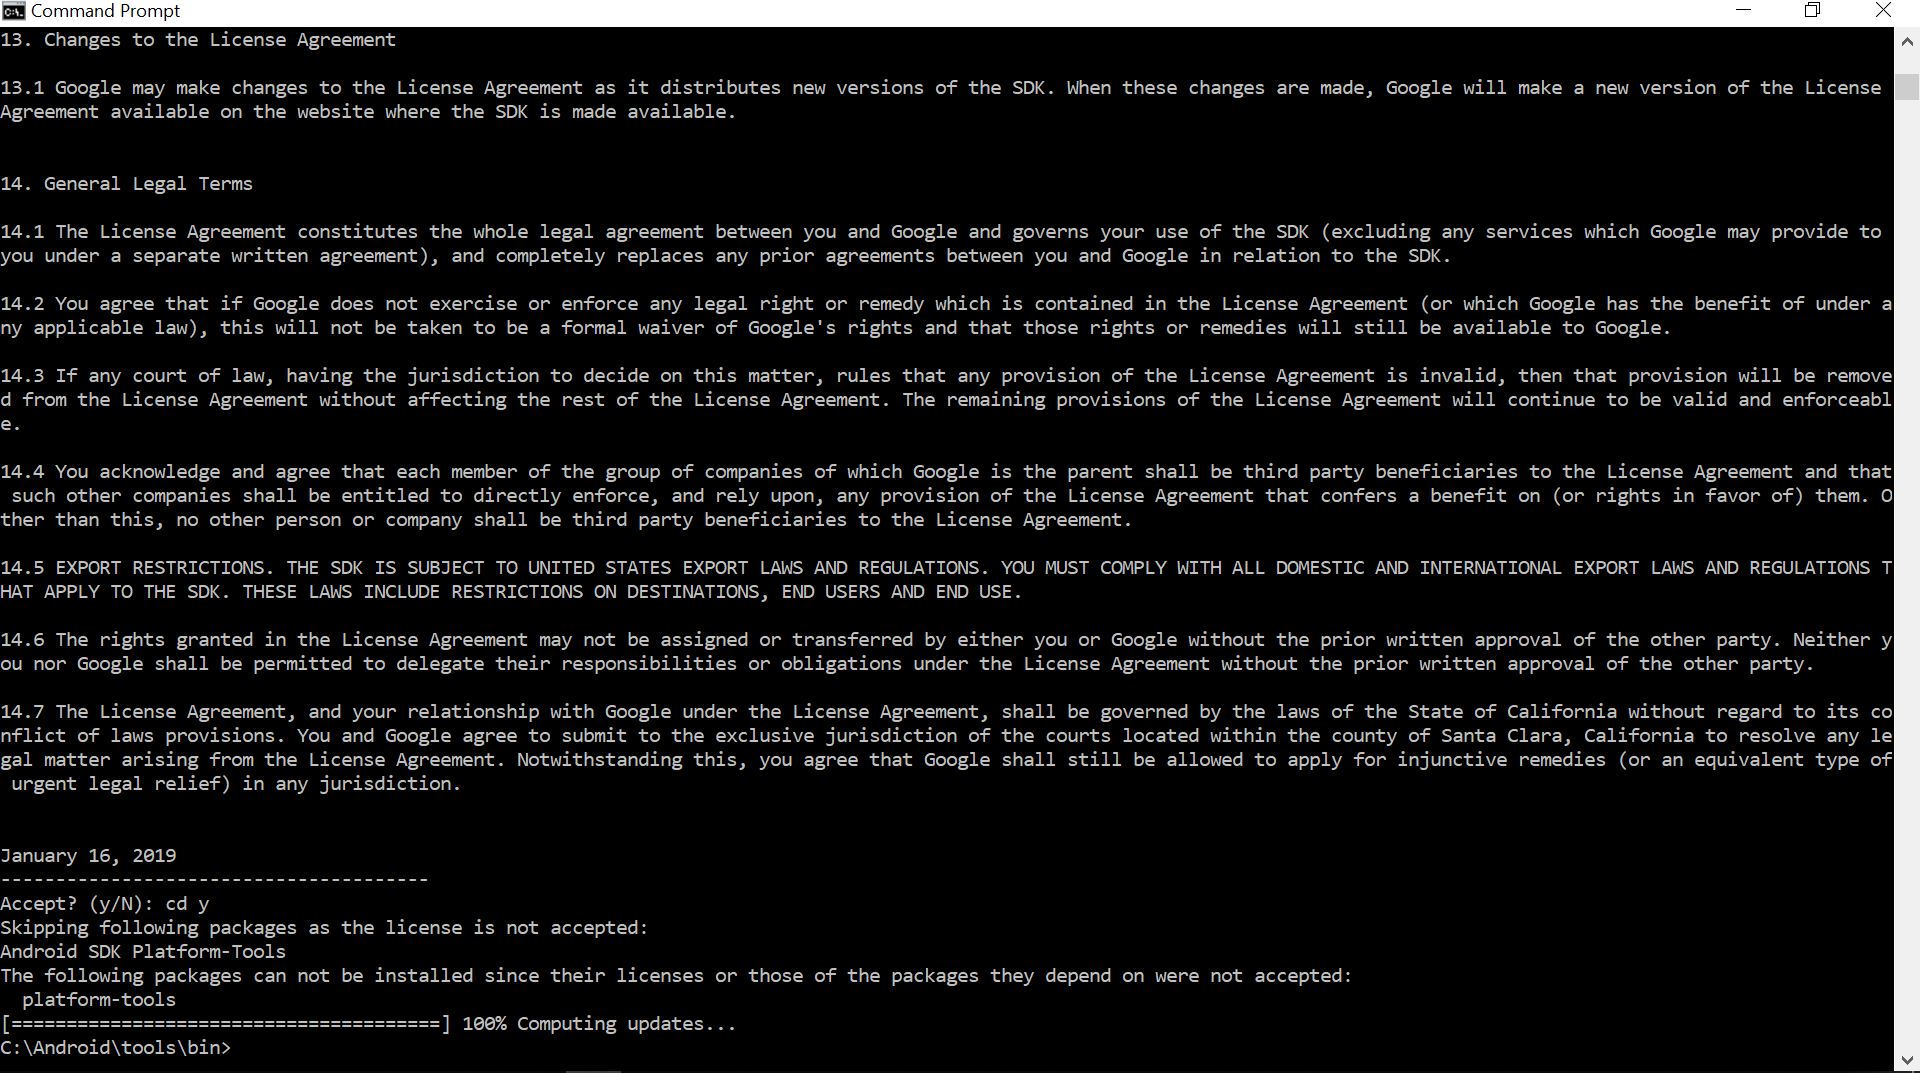 Command Prompt
13. Changes to the License Agreement
13.1 Google may make changes to the License Agreement as it distributes new versions of the SDK. When these changes are made, Google will make a new version of the License
Agreement available on the website where the SDK is made available.
14. General Legal Terms
14.1 The License Agreement constitutes the whole legal agreement between you and Google and governs your use of the SDK (excluding any services which Google may provide to
you under a separate written agreement), and completely replaces any prior agreements between you and Google in relation to the SDK.
14.2 You agree that if Google does not exercise or enforce any legal right or remedy which is contained in the License Agreement (or which Google has the benefit of under a
ny applicable law), this will not be taken to be a formal waiver of Google's rights and that those rights or remedies will still be available to Google.
14.3 If any court of law, having the jurisdiction to decide on this matter, rules that any provision of the License Agreement is invalid, then that provision will be remove
d from the License Agreement without affecting the rest of the License Agreement. The remaining provisions of the License Agreement will continue to be valid and enforceabl
e.
14.4 You acknowledge and agree that each member of the group of companies of which Google is the parent shall be third party beneficiaries to the License Agreement and that
 such other companies shall be entitled to directly enforce, and rely upon, any provision of the License Agreement that confers a benefit on (or rights in favor of) them. O
ther than this, no other person or company shall be third party beneficiaries to the License Agreement.
14.5 EXPORT RESTRICTIONS. THE SDK IS SUBJECT TO UNITED STATES EXPORT LAWS AND REGULATIONS. YOU MUST COMPLY WITH ALL DOMESTIC AND INTERNATIONAL EXPORT LAWS AND REGULATIONS T
HAT APPLY TO THE SDK. THESE LAWS INCLUDE RESTRICTIONS ON DESTINATIONS, END USERS AND END USE.
14.6 The rights granted in the License Agreement may not be assigned or transferred by either you or Google without the prior written approval of the other party. Neither y
ou nor Google shall be permitted to delegate their responsibilities or obligations under the License Agreement without the prior written approval of the other party.
14.7 The License Agreement, and your relationship with Google under the License Agreement, shall be governed by the laws of the State of California without regard to its co
nflict of laws provisions. You and Google agree to submit to the exclusive jurisdiction of the courts located within the county of Santa Clara, California to resolve any le
gal matter arising from the License Agreement. Notwithstanding this, you agree that Google shall still be allowed to apply for injunctive remedies (or an equivalent type of
 urgent legal relief) in any jurisdiction.
January 16, 2019
---------------------------------------
Accept? (y/N): cd y
Skipping following packages as the license is not accepted:
Android SDK Platform-Tools
The following packages can not be installed since their licenses or those of the packages they depend on were not accepted:
  platform-tools
[=======================================] 100% Computing updates...
C:\Android\tools\bin>